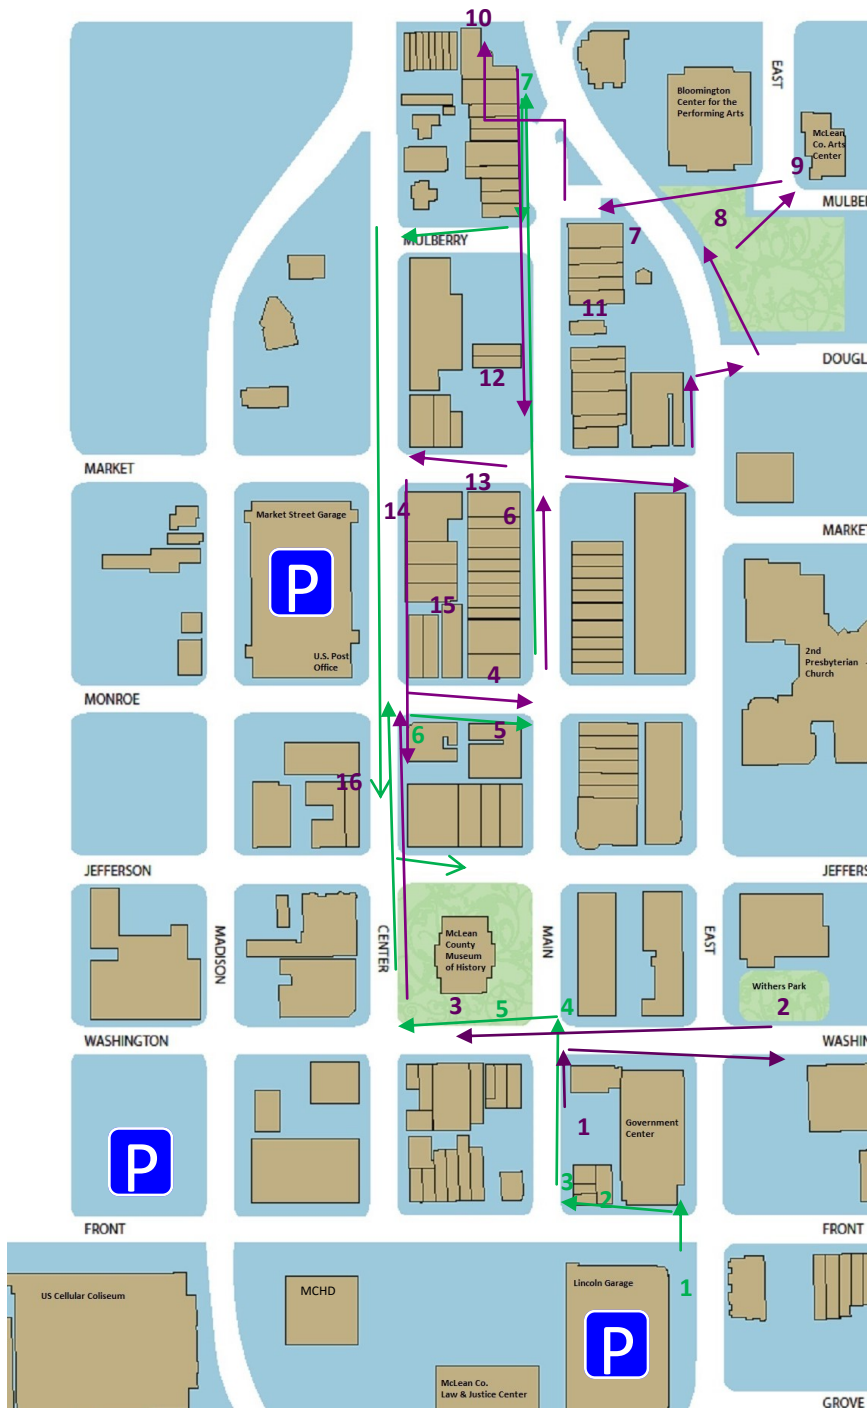 10
7
EAST
Bloomington
Center for the
Performing Arts
McLean
Co. Arts
Center
9
MULBER
8
MULBERRY
7
11
12
DOUGL
MARKET
13
14
6
Market Street Garage
P
MARKET
15
U.S. Post
Office
2nd
Presbyterian
Church
4
MONROE
6
5
16
JEFFERSON
JEFFERS
MADISON
CENTER
McLean
County
Museum
of History
MAIN
EAST
Withers Park
3
5
4
2
WASHINGTON
WASHIN
1
Government
Center
P
3
2
FRONT
FRONT
1
US Cellular Coliseum
MCHD
Lincoln Garage
P
McLean Co.
Law & Justice Center
GROVE